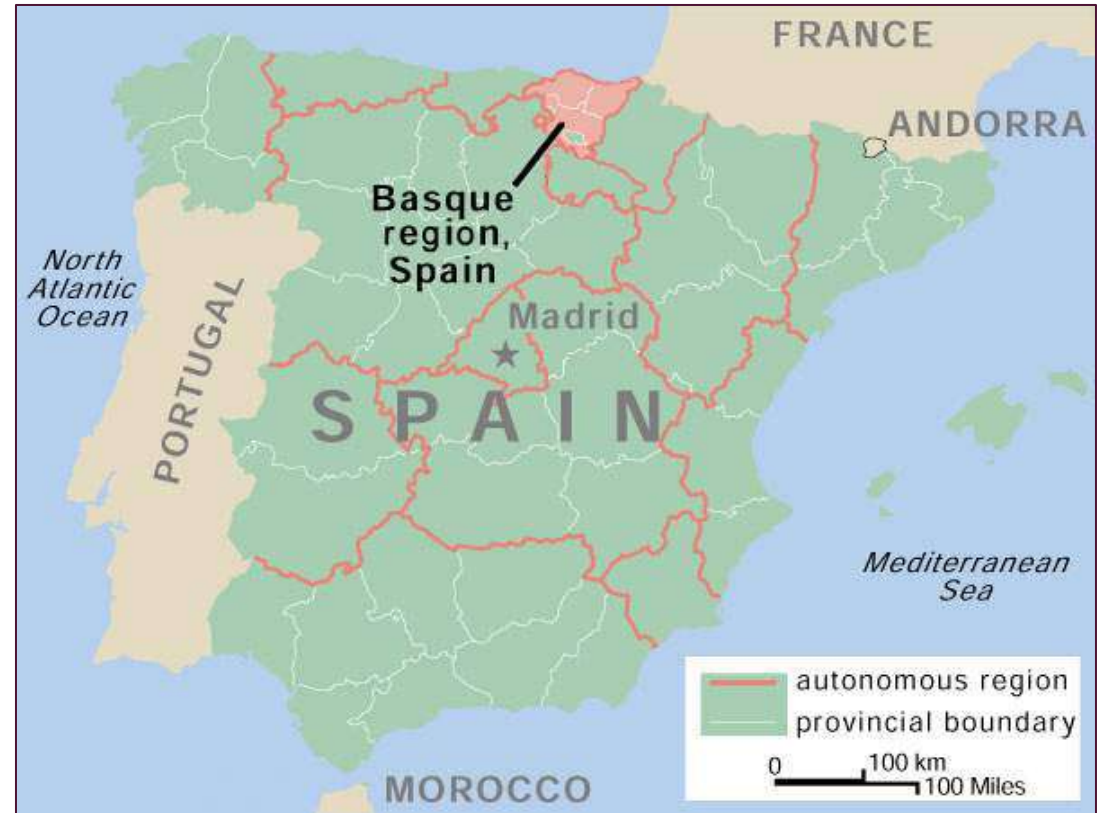 FRANCE
ANDORRA
Basque
region,
Spain
North
Atlantic
Ocean
PORTUGAL
Madrid
SPAIN
Mediterranean
Sea
autonomous region
provincial boundary
0
100 km
100 Miles
MOROCCO